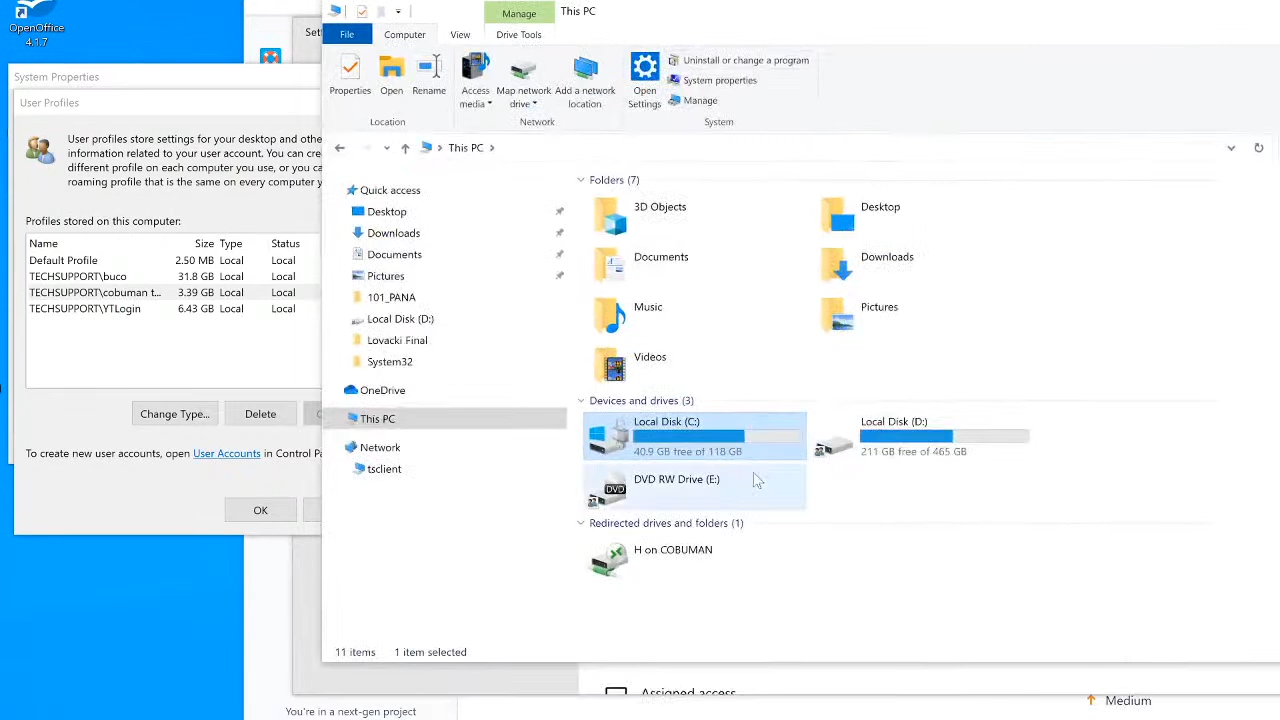 OpenOffice
4.1.7
Set
System Properties
User Profiles
User profiles store settings for your desktop and othe
information related to your user account. You can cre
different profile on each computer you use, or you ca
roaming profile that is the same on every computer y
Profiles stored on this computer:
Name Size Type Status
Default Profile 2.50 MB Local Local
TECHSUPPORT\buco 31.8 GB Local Local
TECHSUPPORT\cobuman t... 3.39 GB Local Local
TECHSUPPORT\YTLogin 6.43 GB Local Local
Change Type... Delete
To create new user accounts, open User Accounts in Control Pa
OK
Manage This PC
File Computer View Drive Tools
Properties Open Rename
Access media
Map network drive
Add a network location
Open Settings
Uninstall or change a program
System properties
Manage
Location Network System
This PC
Quick access
Desktop
Downloads
Documents
Pictures
101_PANA
Local Disk (D:)
Lovacki Final
System32
OneDrive
This PC
Network
tsclient
Folders (7)
3D Objects Desktop
Documents Downloads
Music Pictures
Videos
Devices and drives (3)
Local Disk (C:) Local Disk (D:)
40.9 GB free of 118 GB 211 GB free of 465 GB
DVD RW Drive (E:)
DVD
Redirected drives and folders (1)
H on COBUMAN
11 items 1 item selected
Assigned access
Medium
You're in a next-gen project